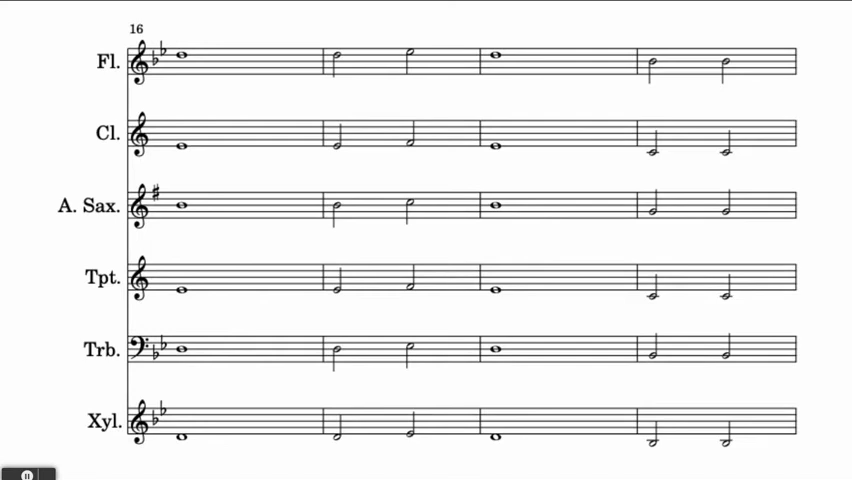 16
Fl.
Cl.
A. Sax.
Tpt.
Trb.
Xyl.